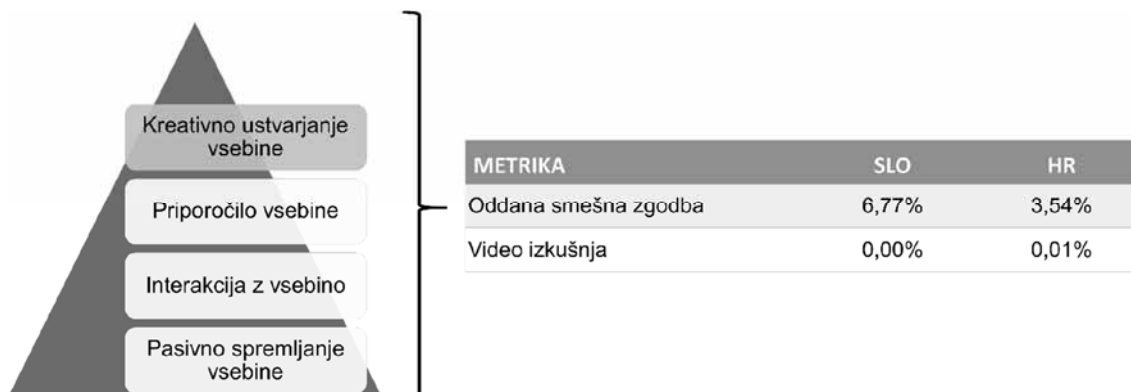 Kreativno ustvarjanje
vsebine
Priporočilo vsebine
Interakcija z vsebino
Pasivno spremljanje
vsebine
METRIKA SLO HR
Oddana smešna zgodba 6,77% 3,54%
Video izkušnja 0,00% 0,01%